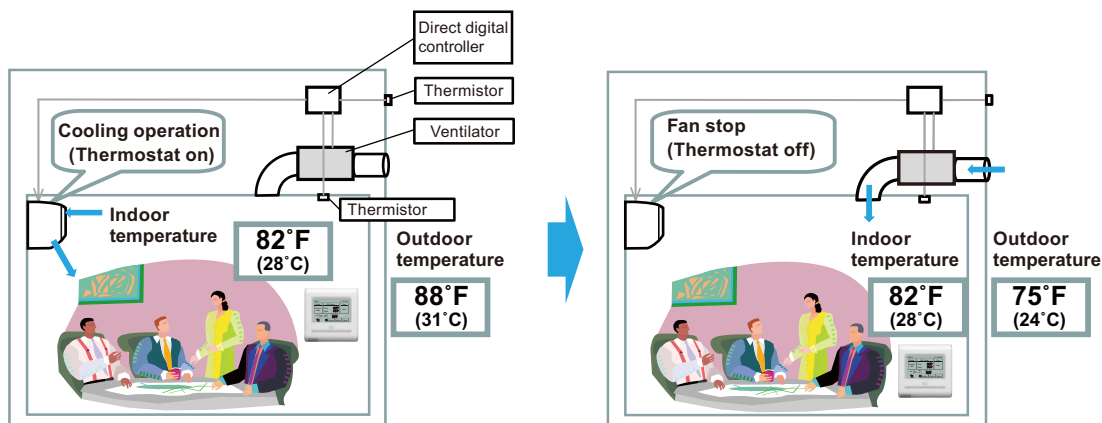 Direct digital
controller
Thermistor
Cooling operation
(Thermostat on)
Ventilator
Thermistor
Indoor
temperature
82˚F
(28˚C)
Outdoor
temperature
88˚F
(31˚C)
Fan stop
(Thermostat off)
Indoor
temperature
82˚F
(28˚C)
Outdoor
temperature
75˚F
(24˚C)